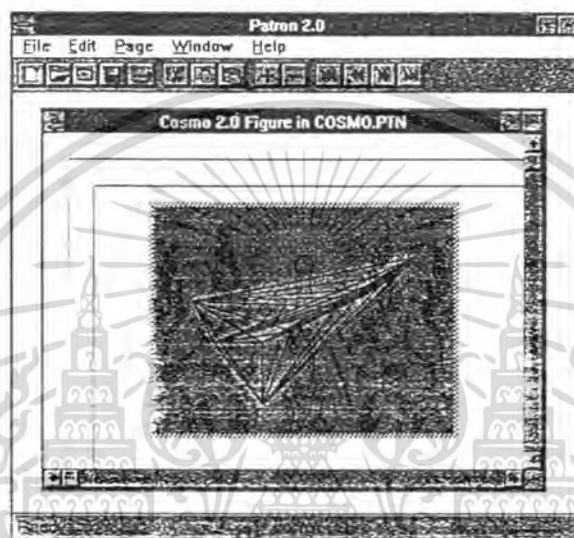 Patron 2.0
File Edit Page Window Help
Cosmo 2.0 Figure in COSMO.PTN